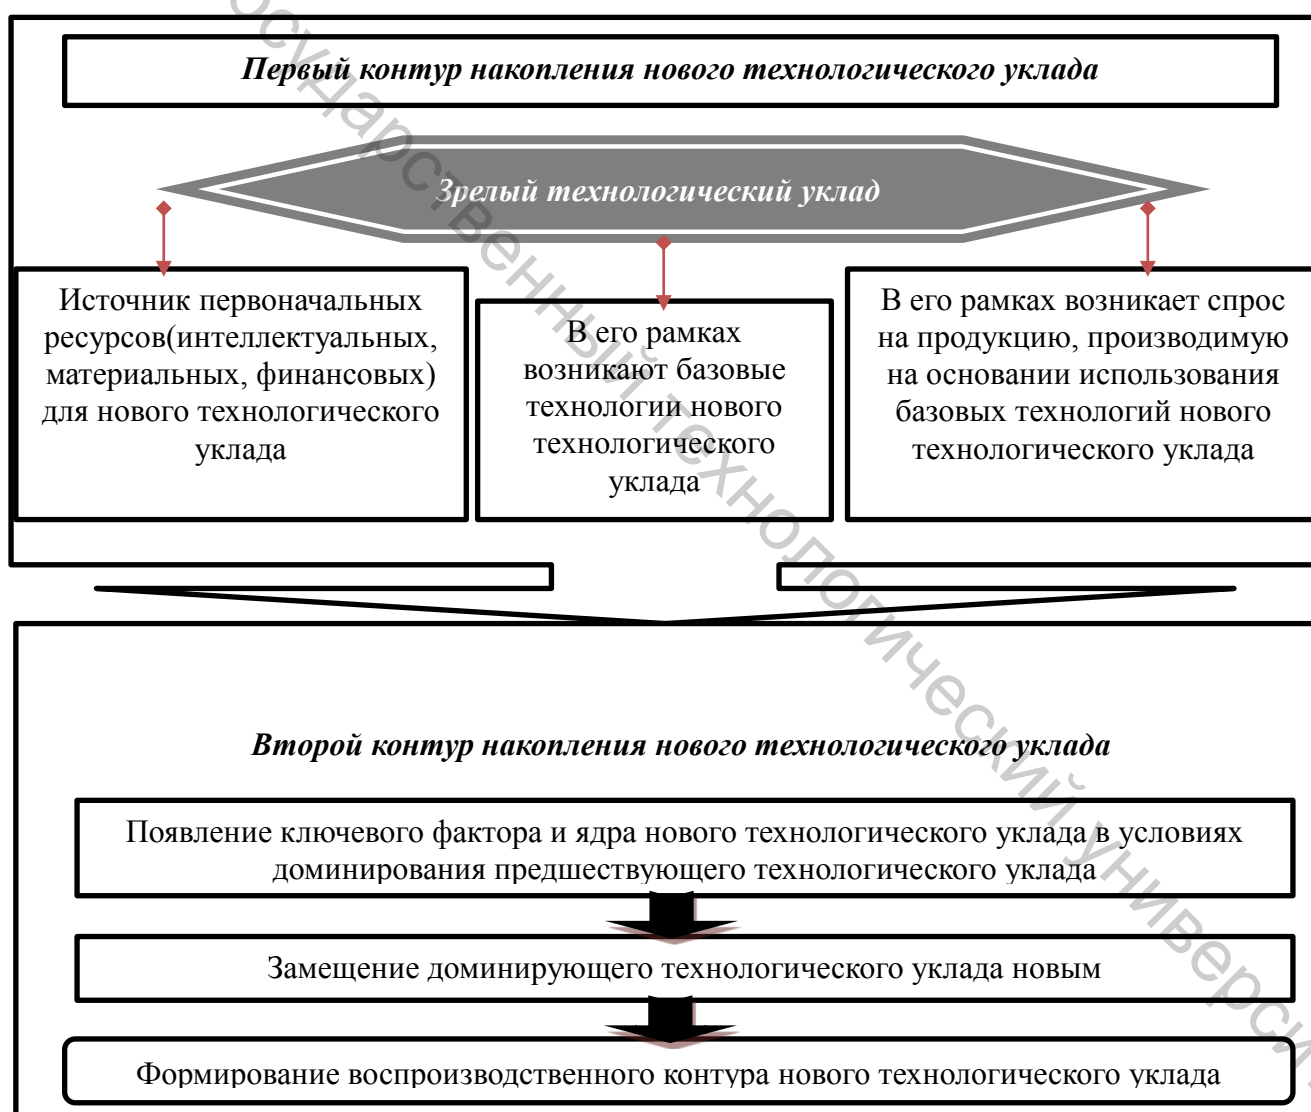 Первый контур накопления нового технологического уклада
Зрелый технологический уклад
Источник первоначальных
ресурсов(интеллектуальных,
материальных, финансовых)
для нового технологического
уклада
В его рамках
возникают базовые
технологии нового
технологического
уклада
В его рамках возникает спрос
на продукцию, производимую
на основании использования
базовых технологий нового
технологического уклада
Второй контур накопления нового технологического уклада
Появление ключевого фактора и ядра нового технологического уклада в условиях
доминирования предшествующего технологического уклада
Замещение доминирующего технологического уклада новым
Формирование воспроизводственного контура нового технологического уклада
технологический